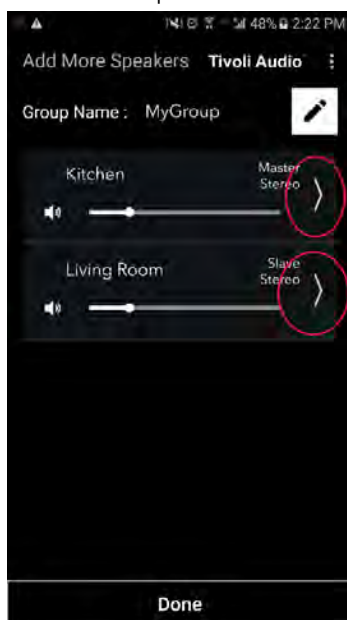 48% 2:22 PM
Add More Speakers Tivoli Audio
Group Name : MyGroup
Kitchen
Master
Stereo
Living Room
Slave
Stereo
Done